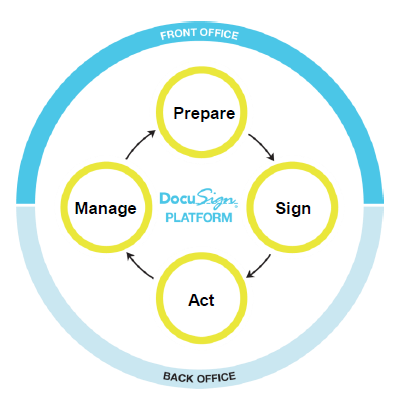 FRONT OFFICE
Prepare
Manage
DocuSign
PLATFORM
Sign
Act
BACK OFFICE